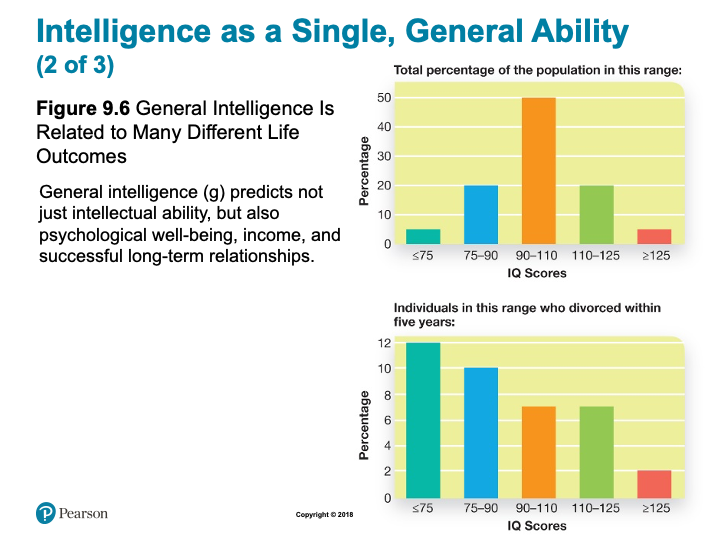 Intelligence as a Single, General Ability
(2 of 3)
Figure 9.6 General Intelligence Is
Related to Many Different Life
Outcomes
General intelligence (g) predicts not
just intellectual ability, but also
psychological well-being, income, and
successful long-term relationships.
Total percentage of the population in this range:
Percentage
50
40
30
20
10
0
≤75 75–90 90–110 110–125 ≥125
IQ Scores
Individuals in this range who divorced within
five years:
Percentage
12
10
8
6
4
2
0
≤75 75–90 90–110 110–125 ≥125
IQ Scores
P Pearson
Copyright © 2018